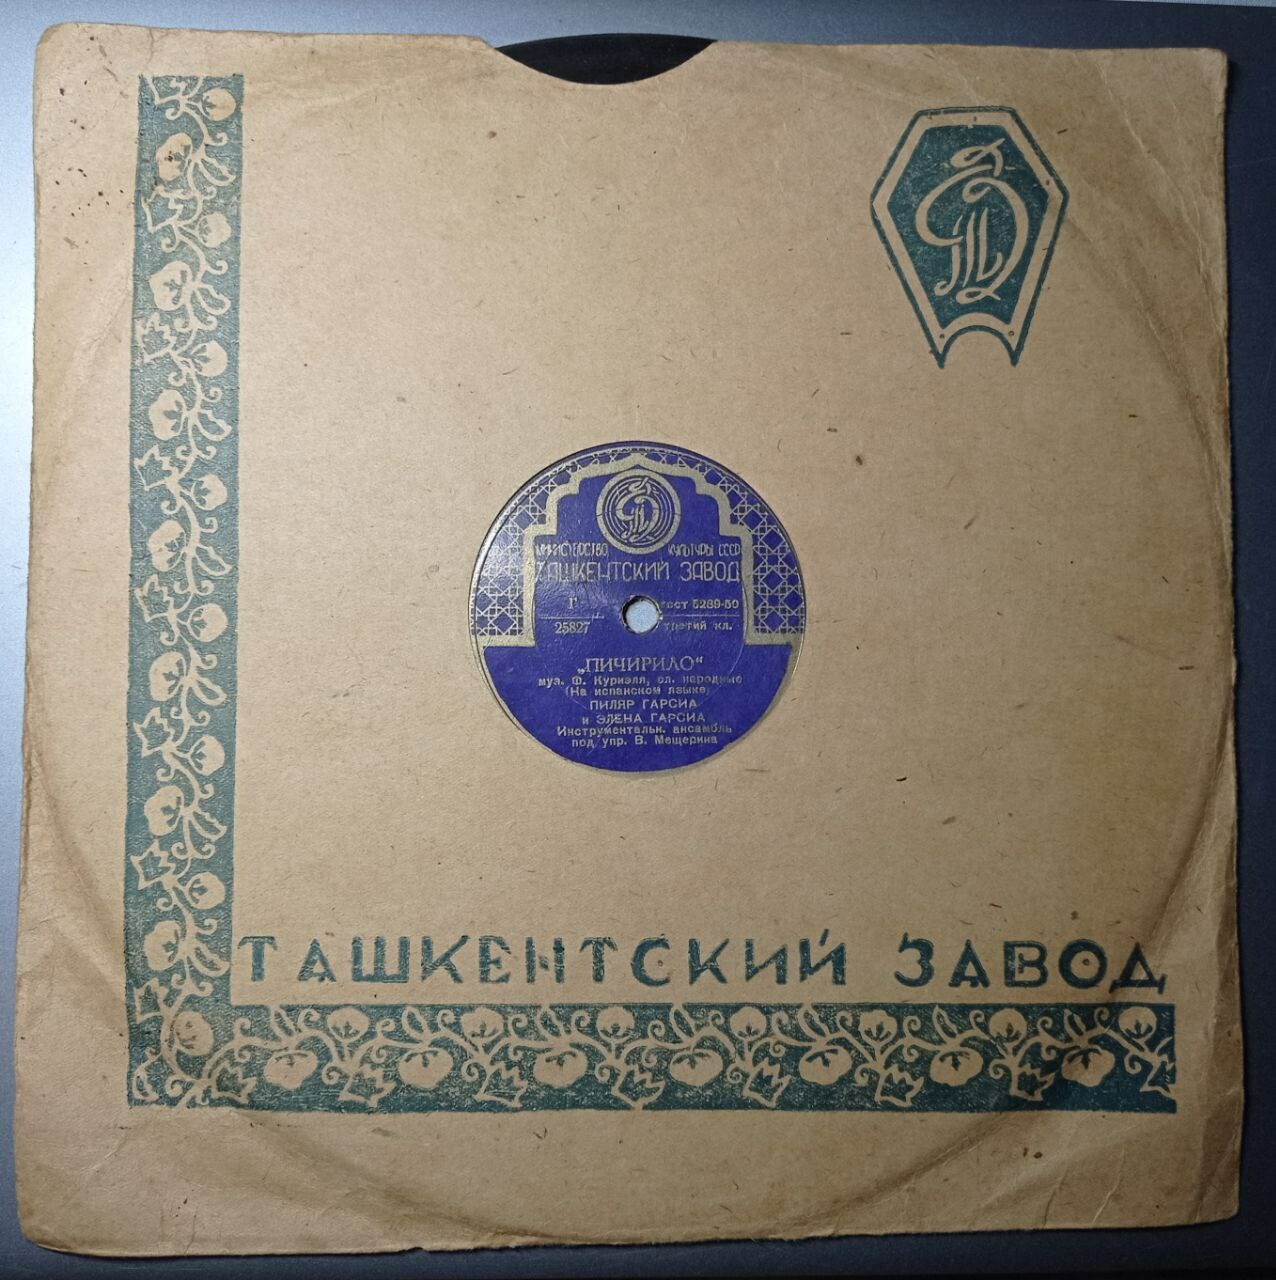 МИНИСТЕРСТВО КУЛЬТУРЫ СССР
ТАШКЕНТСКИЙ ЗАВОД
Г гост 5289-50
25827 третий кл.
„ПИЧИРИЛО“
муз. Ф. Куриэля, сл. народные
(На испанском языке)
ПИЛЯР ГАРСИА
и ЭЛЕНА ГАРСИА
Инструментальн. ансамбль
под упр. В. Мещерина
ТАШКЕНТСКИЙ ЗАВОД